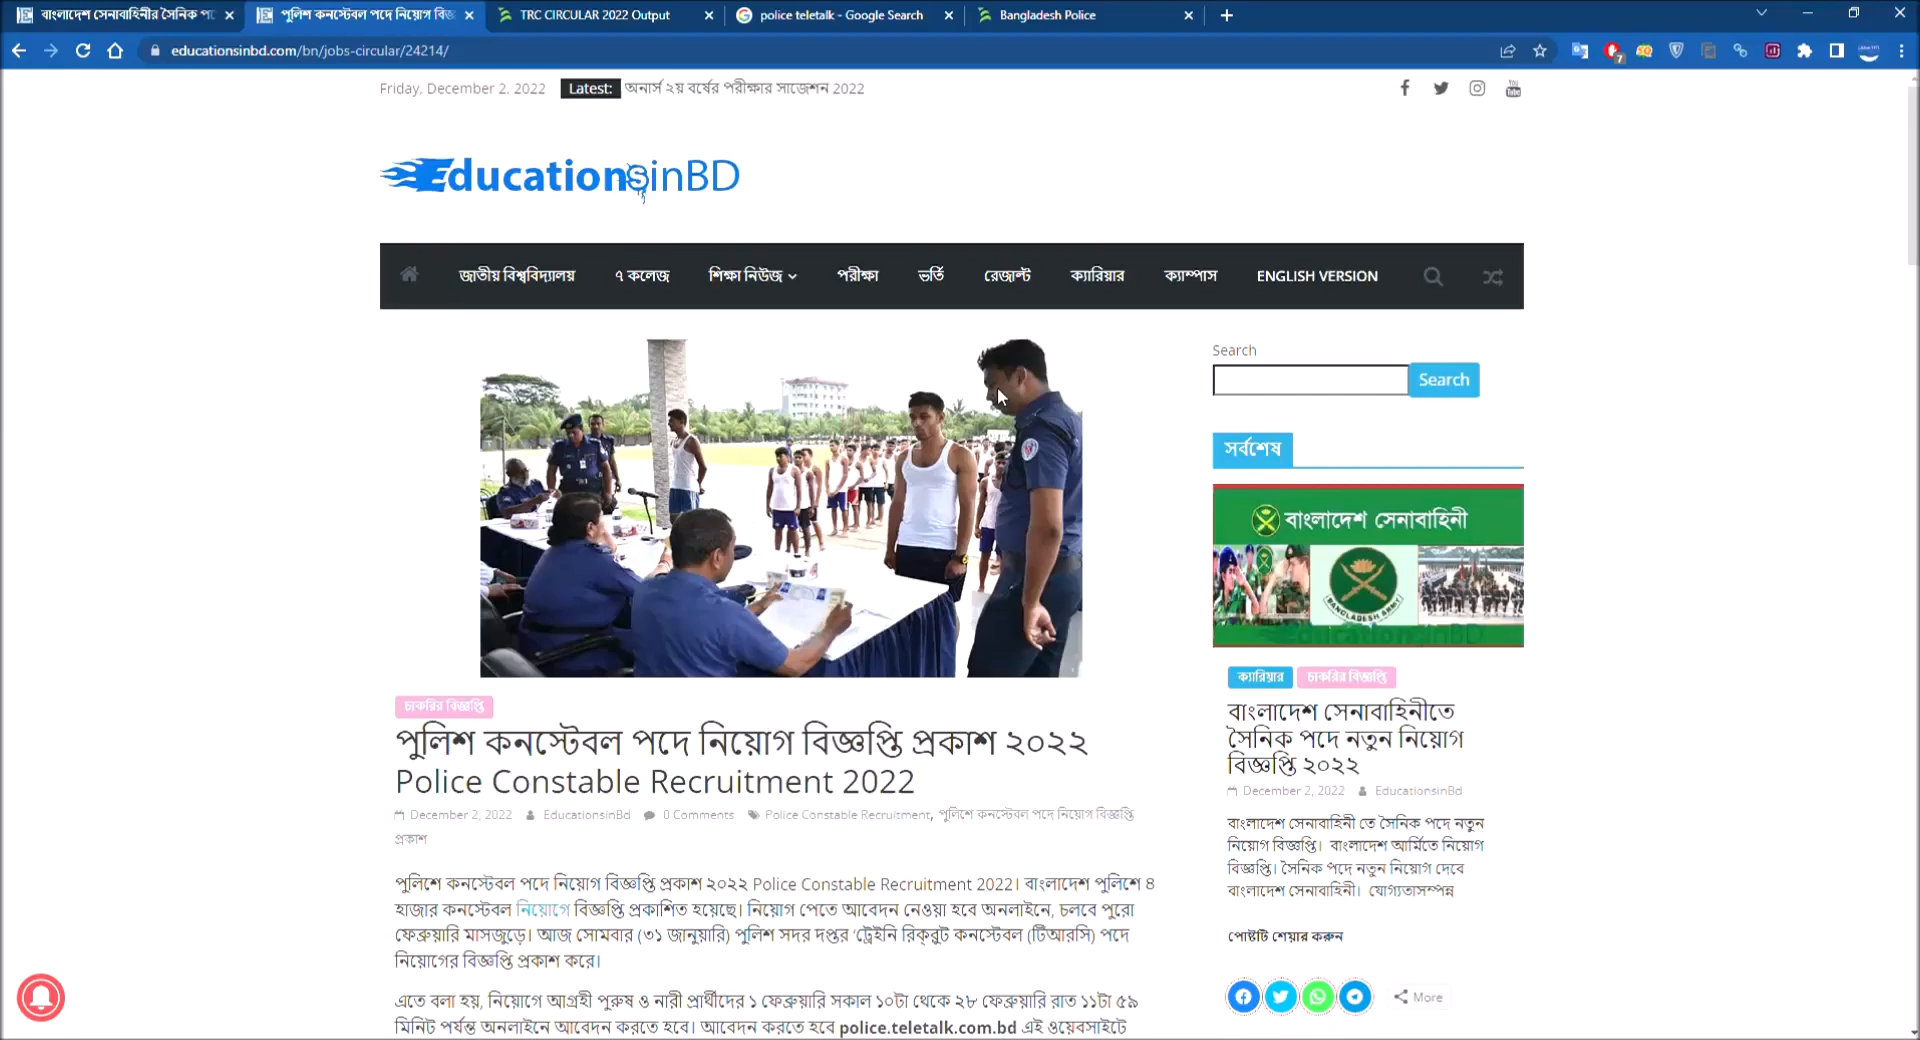 বাংলাদেশ সেনাবাহিনীর সৈনিক প
পুলিশ কনস্টেবল পদে নিয়োগ বিজ্ঞ
TRC CIRCULAR 2022 Output
police teletalk - Google Search
Bangladesh Police
educationsinbd.com/bn/jobs-circular/24214/
7
Friday, December 2. 2022
Latest:
অনার্স ২য় বর্ষের পরীক্ষার সাজেশন 2022
You
Tube
EducationsinBD
জাতীয় বিশ্ববিদ্যালয়
৭ কলেজ
শিক্ষা নিউজ
পরীক্ষা
ভর্তি
রেজাল্ট
ক্যারিয়ার
ক্যাম্পাস
ENGLISH VERSION
চাকরির বিজ্ঞপ্তি
পুলিশ কনস্টেবল পদে নিয়োগ বিজ্ঞপ্তি প্রকাশ ২০২২
Police Constable Recruitment 2022
December 2, 2022
EducationsinBd
0 Comments
Police Constable Recruitment, পুলিশে কনস্টেবল পদে নিয়োগ বিজ্ঞপ্তি
প্রকাশ
পুলিশে কনস্টেবল পদে নিয়োগ বিজ্ঞপ্তি প্রকাশ ২০২২ Police Constable Recruitment 2022। বাংলাদেশ পুলিশে ৪
হাজার কনস্টেবল নিয়োগে বিজ্ঞপ্তি প্রকাশিত হয়েছে। নিয়োগ পেতে আবেদন নেওয়া হবে অনলাইনে, চলবে পুরো
ফেব্রুয়ারি মাসজুড়ে। আজ সোমবার (৩১ জানুয়ারি) পুলিশ সদর দপ্তর ‘ট্রেইনি রিক্রুট কনস্টেবল (টিআরসি) পদে
নিয়োগের বিজ্ঞপ্তি প্রকাশ করে।
এতে বলা হয়, নিয়োগে আগ্রহী পুরুষ ও নারী প্রার্থীদের ১ ফেব্রুয়ারি সকাল ১০টা থেকে ২৮ ফেব্রুয়ারি রাত ১১টা ৫৯
মিনিট পর্যন্ত অনলাইনে আবেদন করতে হবে। আবেদন করতে হবে police.teletalk.com.bd এই ওয়েবসাইটে
Search
Search
সর্বশেষ
বাংলাদেশ সেনাবাহিনী
BANGLADESH ARMY
EducationsinBD
ক্যারিয়ার
চাকরির বিজ্ঞপ্তি
বাংলাদেশ সেনাবাহিনীতে
সৈনিক পদে নতুন নিয়োগ
বিজ্ঞপ্তি ২০২২
December 2, 2022
EducationsinBd
বাংলাদেশ সেনাবাহিনী তে সৈনিক পদে নতুন
নিয়োগ বিজ্ঞপ্তি। বাংলাদেশ আর্মিতে নিয়োগ
বিজ্ঞপ্তি। সৈনিক পদে নতুন নিয়োগ দেবে
বাংলাদেশ সেনাবাহিনী। যোগ্যতাসম্পন্ন
পোষ্টটি শেয়ার করুন
More